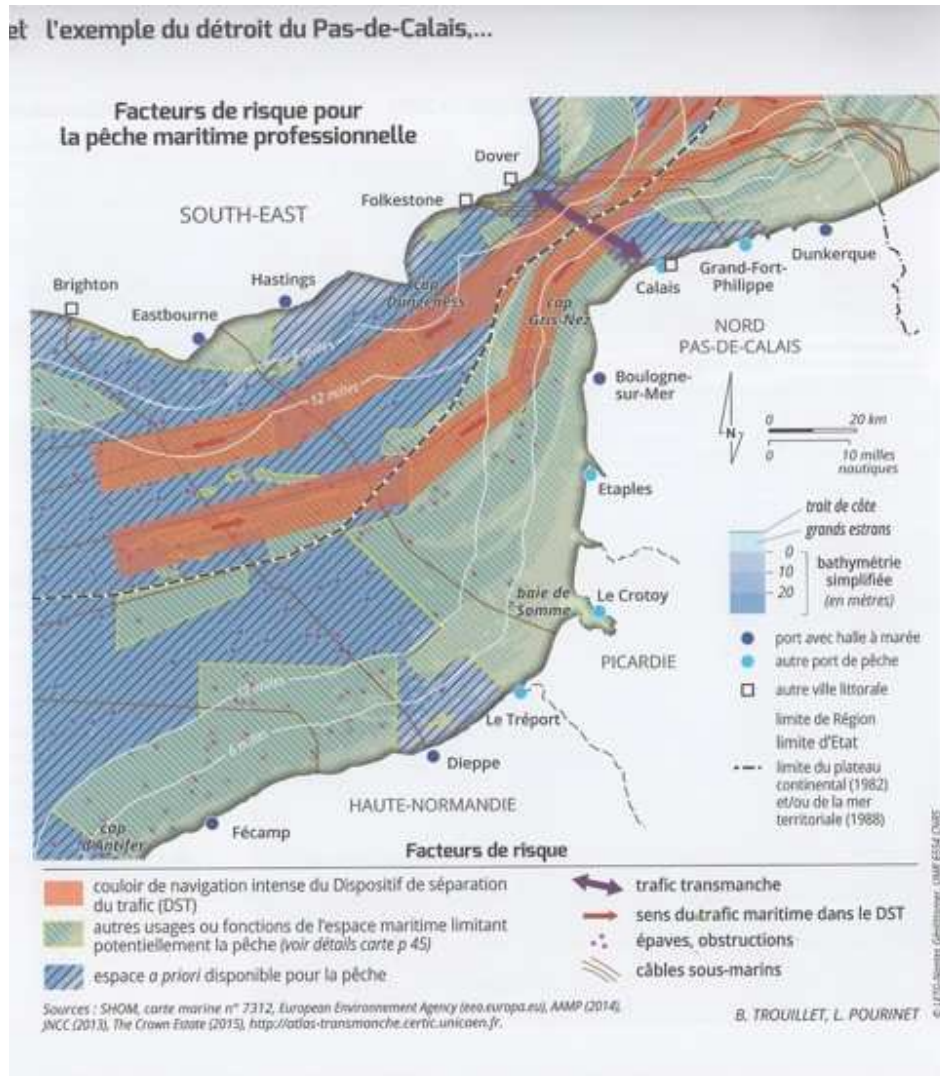 et l'exemple du détroit du Pas-de-Calais,...
Facteurs de risque pour
la pêche maritime professionnelle
Dover
Folkestone
SOUTH-EAST
Brighton
Hastings
Eastbourne
cap
Dungeness
cap
Gris-Nez
Calais
Grand-Fort-
Philippe
Dunkerque
NORD
PAS-DE-CALAIS
12 milles
Boulogne-
sur-Mer
N
0 20 km
0 10 milles
nautiques
Etaples
trait de côte
grands estrans
0
10
20
bathymétrie
simplifiée
(en mètres)
baie de
Somme
Le Crotoy
PICARDIE
port avec halle à marée
autre port de pêche
autre ville littorale
limite de Région
limite d'Etat
limite du plateau
continental (1982)
et/ou de la mer
territoriale (1988)
12 milles
6 milles
Le Tréport
Dieppe
HAUTE-NORMANDIE
cap
d'Antifer
Fécamp
Facteurs de risque
couloir de navigation intense du Dispositif de séparation
du trafic (DST)
autres usages ou fonctions de l'espace maritime limitant
potentiellement la pêche (voir détails carte p 45)
espace a priori disponible pour la pêche
trafic transmanche
sens du trafic maritime dans le DST
épaves, obstructions
câbles sous-marins
Sources : SHOM, carte marine n° 7312, European Environment Agency (eea.europa.eu), AAMP (2014),
JNCC (2013), The Crown Estate (2015), http://atlas-transmanche.certic.unicaen.fr.
B. TROUILLET, L. POURINET